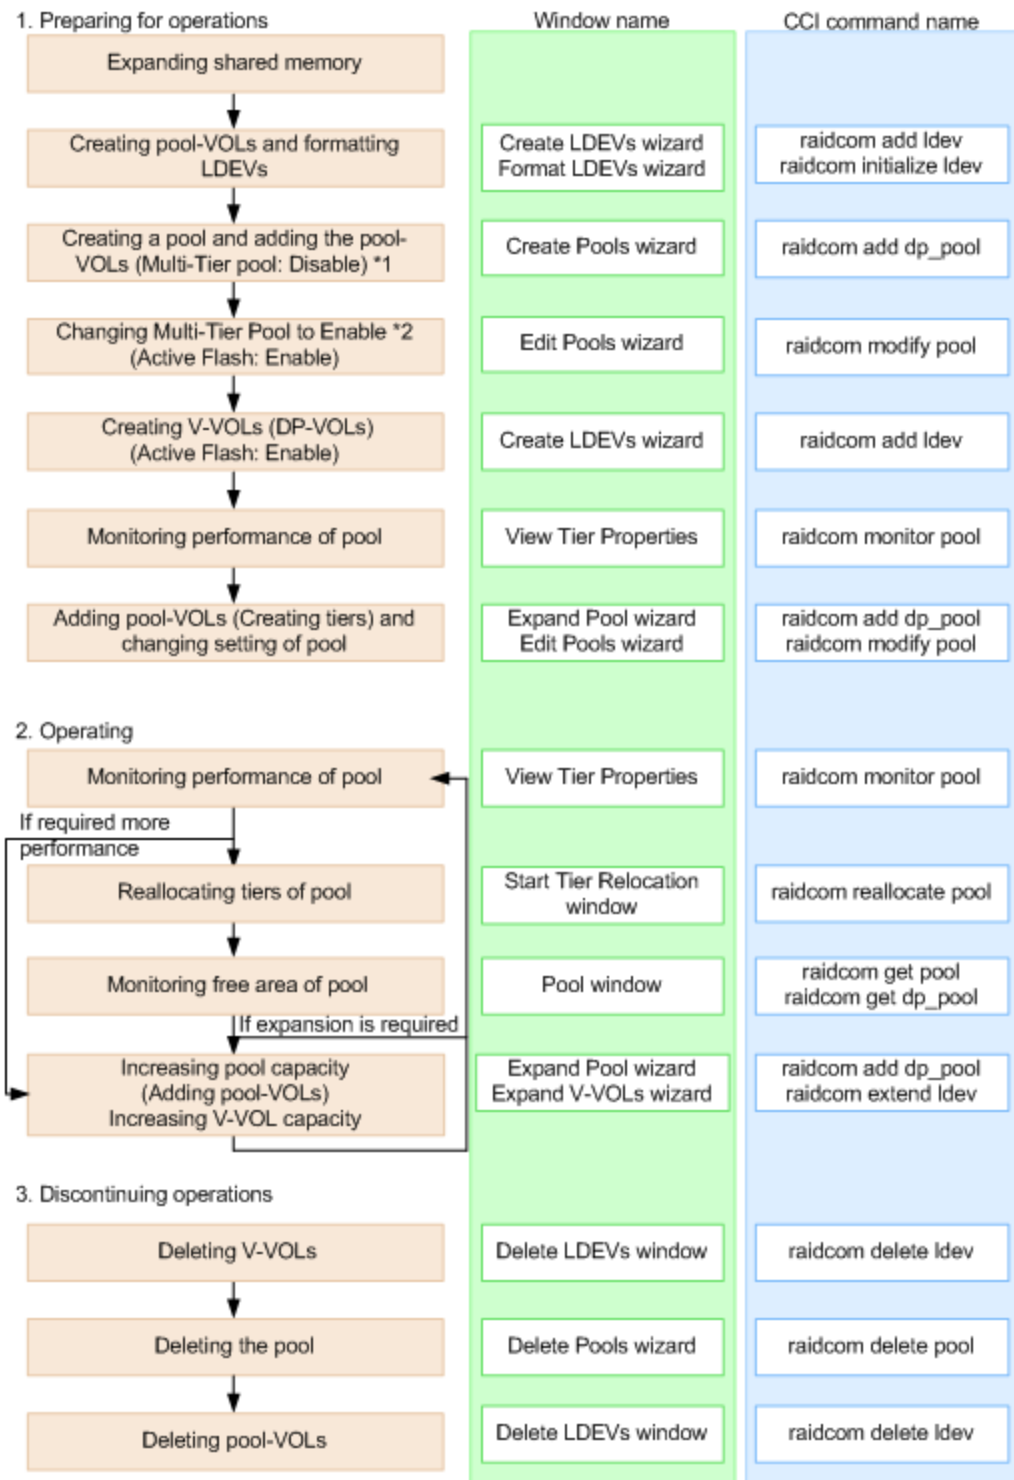 1. Preparing for operations
Window name
CCI command name
Expanding shared memory
Creating pool-VOLs and formatting
LDEVs
Create LDEVs wizard
Format LDEVs wizard
raidcom add ldev
raidcom initialize ldev
Creating a pool and adding the pool-
VOLs (Multi-Tier pool: Disable) *1
Create Pools wizard
raidcom add dp_pool
Changing Multi-Tier Pool to Enable *2
(Active Flash: Enable)
Edit Pools wizard
raidcom modify pool
Creating V-VOLs (DP-VOLs)
(Active Flash: Enable)
Create LDEVs wizard
raidcom add ldev
Monitoring performance of pool
View Tier Properties
raidcom monitor pool
Adding pool-VOLs (Creating tiers) and
changing setting of pool
Expand Pool wizard
Edit Pools wizard
raidcom add dp_pool
raidcom modify pool
2. Operating
Monitoring performance of pool
View Tier Properties
raidcom monitor pool
If required more
performance
Reallocating tiers of pool
Start Tier Relocation
window
raidcom reallocate pool
Monitoring free area of pool
Pool window
raidcom get pool
raidcom get dp_pool
If expansion is required
Increasing pool capacity
(Adding pool-VOLs)
Increasing V-VOL capacity
Expand Pool wizard
Expand V-VOLs wizard
raidcom add dp_pool
raidcom extend ldev
3. Discontinuing operations
Deleting V-VOLs
Delete LDEVs window
raidcom delete ldev
Deleting the pool
Delete Pools wizard
raidcom delete pool
Deleting pool-VOLs
Delete LDEVs window
raidcom delete ldev